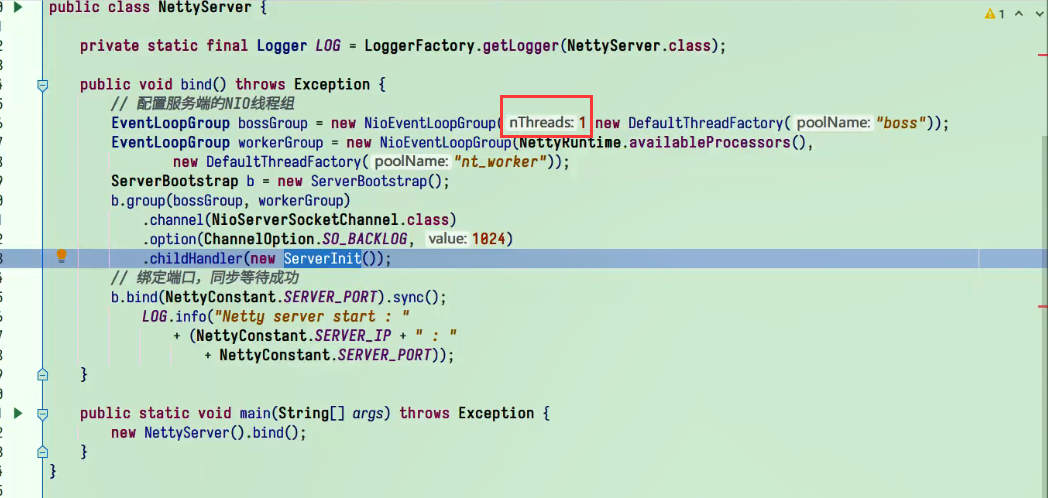 public class NettyServer {
1
private static final Logger LOG = LoggerFactory.getLogger(NettyServer.class);
public void bind() throws Exception {
// 配置服务端的NIO线程组
EventLoopGroup bossGroup = new NioEventLoopGroup( nThreads: 1 new DefaultThreadFactory( poolName: "boss"));
EventLoopGroup workerGroup = new NioEventLoopGroup(NettyRuntime.availableProcessors(),
new DefaultThreadFactory( poolName: "nt_worker"));
ServerBootstrap b = new ServerBootstrap();
b.group(bossGroup, workerGroup)
.channel(NioServerSocketChannel.class)
.option(ChannelOption.SO_BACKLOG, value: 1024)
.childHandler(new ServerInit());
// 绑定端口，同步等待成功
b.bind(NettyConstant.SERVER_PORT).sync();
LOG.info("Netty server start : "
+ (NettyConstant.SERVER_IP + " : "
+ NettyConstant.SERVER_PORT));
}
public static void main(String[] args) throws Exception {
new NettyServer().bind();
}
}